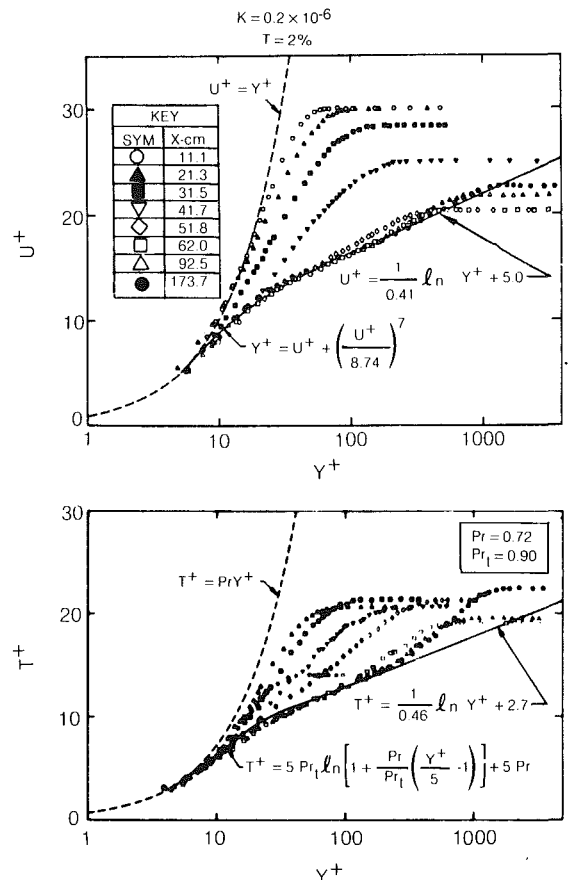 K = 0.2 × 10⁻⁶
T = 2%
30
20
10
0
U⁺
U⁺ = Y⁺
KEY
SYM X-cm
○ 11.1
▲ 21.3
■ 31.5
▽ 41.7
◇ 51.8
□ 62.0
△ 92.5
● 173.7
U⁺ = 1/0.41 ℓn Y⁺ + 5.0
Y⁺ = U⁺ + (U⁺/8.74)⁷
1 10 100 1000
Y⁺
30
20
10
0
T⁺
T⁺ = PrY⁺
Pr = 0.72
Prₜ = 0.90
T⁺ = 1/0.46 ℓn Y⁺ + 2.7
T⁺ = 5 Prₜ ℓn [1 + Pr/Prₜ (Y⁺/5 - 1)] + 5 Pr
1 10 100 1000
Y⁺